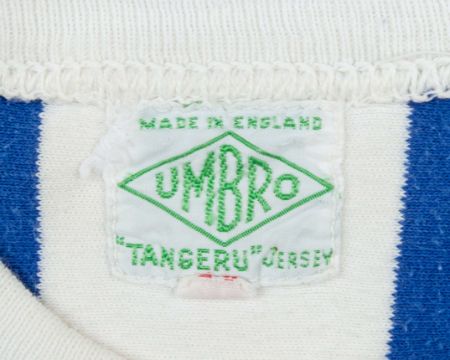 MADE IN ENGLAND
UMBRO
"TANGERU" JERSEY